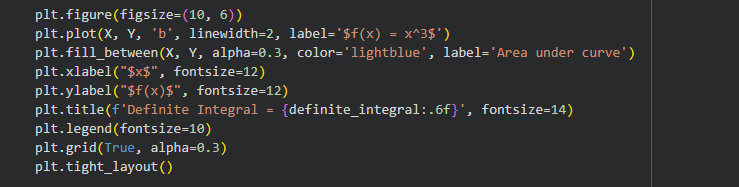 plt.figure(figsize=(10, 6))
plt.plot(X, Y, 'b', linewidth=2, label='$f(x) = x^3$')
plt.fill_between(X, Y, alpha=0.3, color='lightblue', label='Area under curve')
plt.xlabel("$x$", fontsize=12)
plt.ylabel("$f(x)$", fontsize=12)
plt.title(f'Definite Integral = {definite_integral:.6f}', fontsize=14)
plt.legend(fontsize=10)
plt.grid(True, alpha=0.3)
plt.tight_layout()